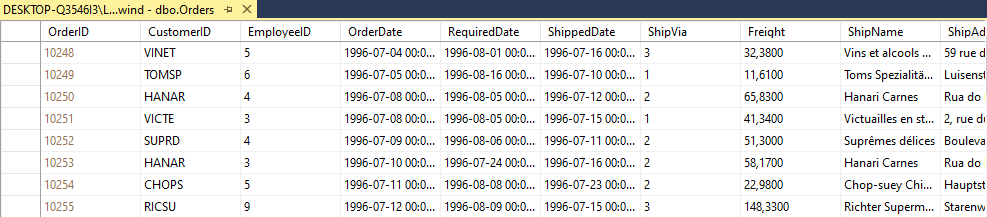 DESKTOP-Q3546I3\L...wind - dbo.Orders
OrderID CustomerID EmployeeID OrderDate RequiredDate ShippedDate ShipVia Freight ShipName ShipAd
10248 VINET 5 1996-07-04 00:0... 1996-08-01 00:0... 1996-07-16 00:0... 3 32,3800 Vins et alcools ... 59 rue d
10249 TOMSP 6 1996-07-05 00:0... 1996-08-16 00:0... 1996-07-10 00:0... 1 11,6100 Toms Spezialitä... Luisenst
10250 HANAR 4 1996-07-08 00:0... 1996-08-05 00:0... 1996-07-12 00:0... 2 65,8300 Hanari Carnes Rua do
10251 VICTE 3 1996-07-08 00:0... 1996-08-05 00:0... 1996-07-15 00:0... 1 41,3400 Victuailles en st... 2, rue du
10252 SUPRD 4 1996-07-09 00:0... 1996-08-06 00:0... 1996-07-11 00:0... 2 51,3000 Suprêmes délices Bouleva
10253 HANAR 3 1996-07-10 00:0... 1996-07-24 00:0... 1996-07-16 00:0... 2 58,1700 Hanari Carnes Rua do
10254 CHOPS 5 1996-07-11 00:0... 1996-08-08 00:0... 1996-07-23 00:0... 2 22,9800 Chop-suey Chi... Hauptst
10255 RICSU 9 1996-07-12 00:0... 1996-08-09 00:0... 1996-07-15 00:0... 3 148,3300 Richter Superm... Starenw